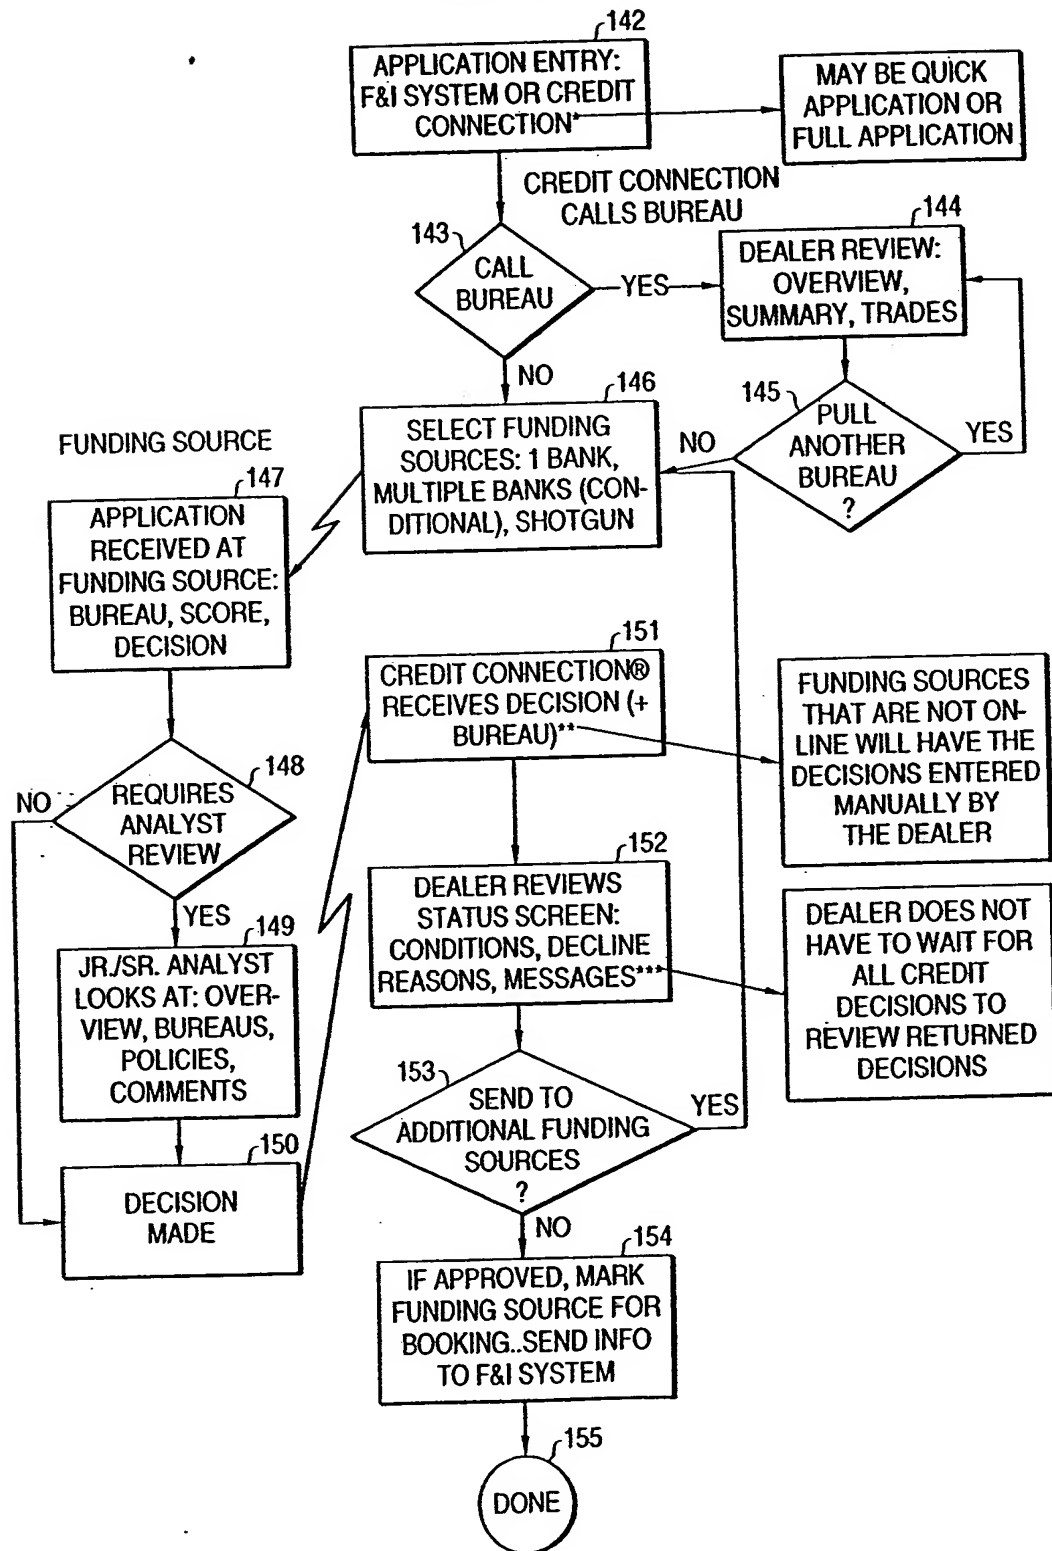 142
APPLICATION ENTRY:
F&I SYSTEM OR CREDIT
CONNECTION*
MAY BE QUICK
APPLICATION OR
FULL APPLICATION
CREDIT CONNECTION
CALLS BUREAU
143
CALL
BUREAU
YES
144
DEALER REVIEW:
OVERVIEW,
SUMMARY, TRADES
NO
145
PULL
ANOTHER
BUREAU
?
YES
NO
146
SELECT FUNDING
SOURCES: 1 BANK,
MULTIPLE BANKS (CON-
DITIONAL), SHOTGUN
FUNDING SOURCE
147
APPLICATION
RECEIVED AT
FUNDING SOURCE:
BUREAU, SCORE,
DECISION
148
REQUIRES
ANALYST
REVIEW
NO
YES
149
JR./SR. ANALYST
LOOKS AT: OVER-
VIEW, BUREAUS,
POLICIES,
COMMENTS
150
DECISION
MADE
151
CREDIT CONNECTION®
RECEIVES DECISION (+
BUREAU)**
FUNDING SOURCES
THAT ARE NOT ON-
LINE WILL HAVE THE
DECISIONS ENTERED
MANUALLY BY
THE DEALER
152
DEALER REVIEWS
STATUS SCREEN:
CONDITIONS, DECLINE
REASONS, MESSAGES***
DEALER DOES NOT
HAVE TO WAIT FOR
ALL CREDIT
DECISIONS TO
REVIEW RETURNED
DECISIONS
153
SEND TO
ADDITIONAL FUNDING
SOURCES
?
YES
NO
154
IF APPROVED, MARK
FUNDING SOURCE FOR
BOOKING..SEND INFO
TO F&I SYSTEM
155
DONE